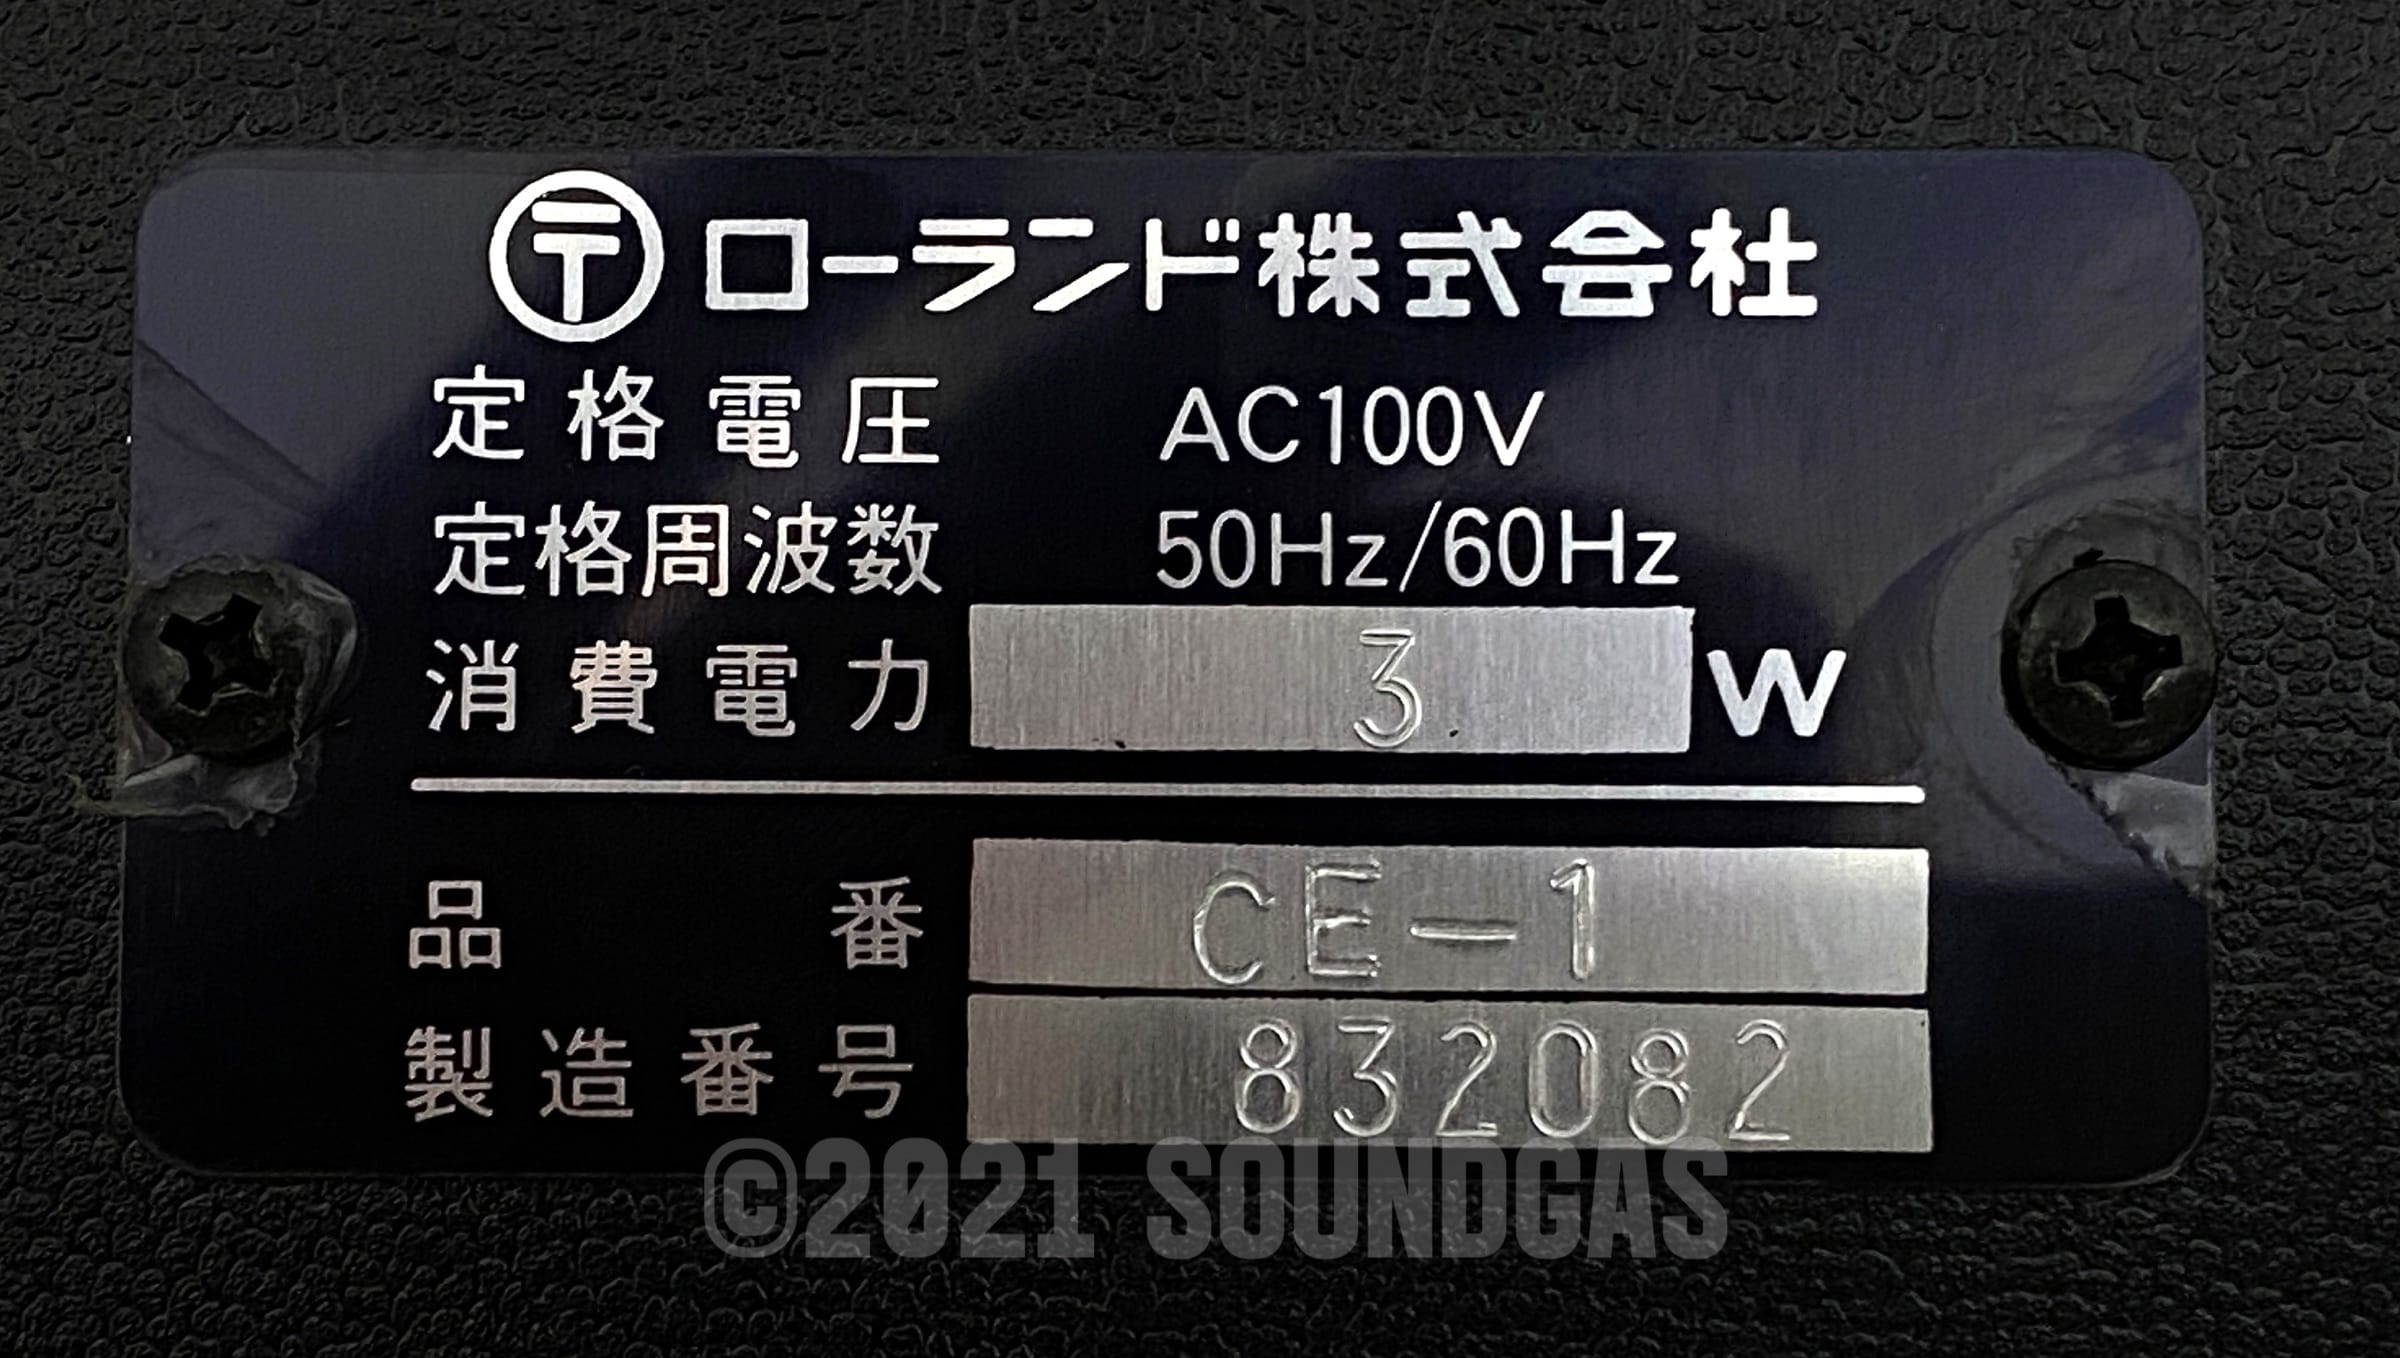 〶ローランド株式会社
定格電圧 AC100V
定格周波数 50Hz/60Hz
消費電力 3 W
品番 CE-1
製造番号 832082
©2021 SOUNDGAS